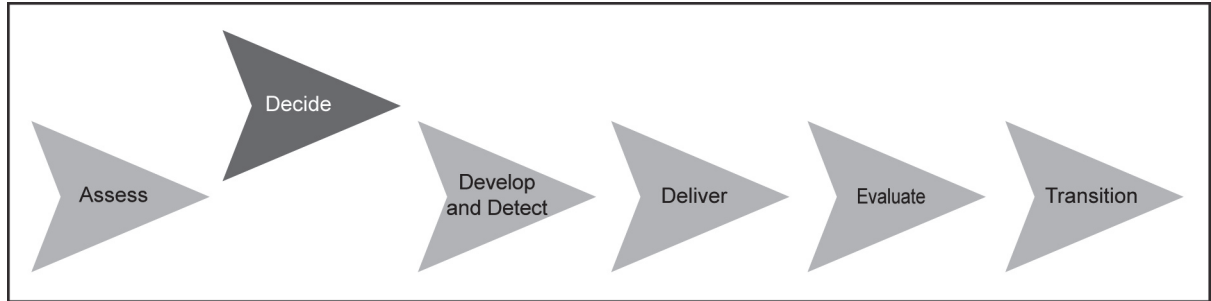 Assess
Decide
Develop
and Detect
Deliver
Evaluate
Transition